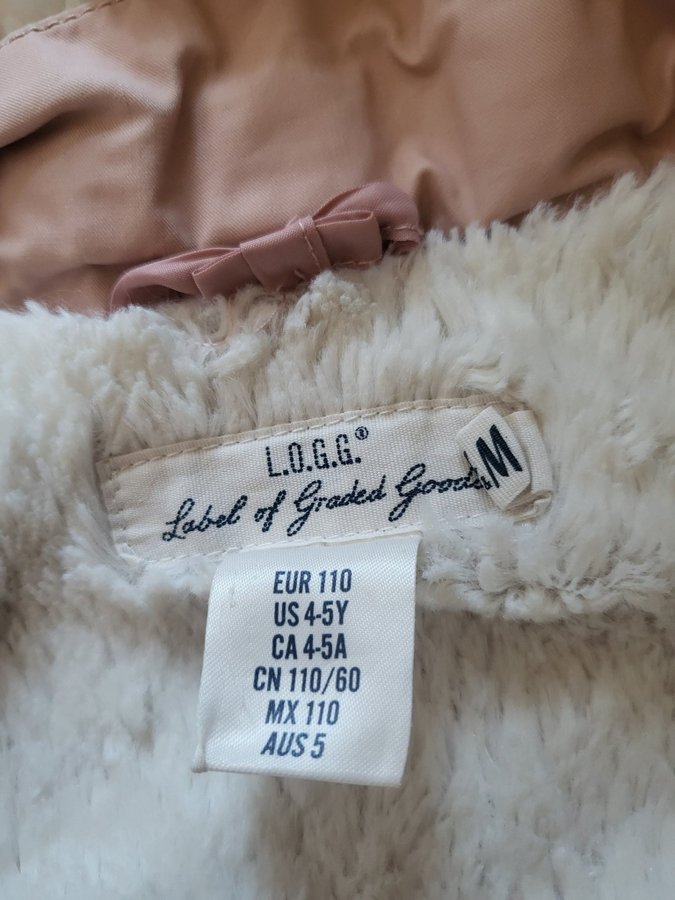 L.O.G.G.®
Label of Graded Goods
M
EUR 110
US 4-5Y
CA 4-5A
CN 110/60
MX 110
AUS 5